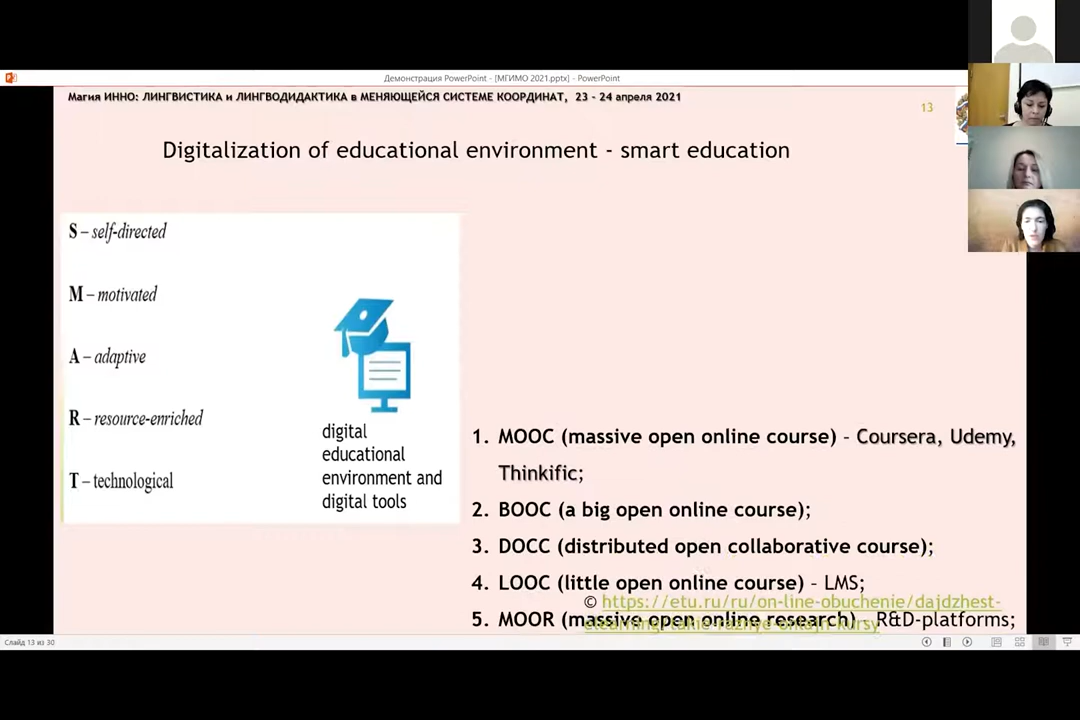 Демонстрация PowerPoint - [МГИМО 2021.pptx] - PowerPoint
Магия ИННО: ЛИНГВИСТИКА и ЛИНГВОДИДАКТИКА в МЕНЯЮЩЕЙСЯ СИСТЕМЕ КООРДИНАТ, 23 - 24 апреля 2021
13
Digitalization of educational environment - smart education
S – self-directed
M – motivated
A – adaptive
R – resource-enriched
T – technological
digital
educational
environment and
digital tools
1. MOOC (massive open online course) – Coursera, Udemy,
Thinkific;
2. BOOC (a big open online course);
3. DOCC (distributed open collaborative course);
4. LOOC (little open online course) – LMS;
© https://etu.ru/ru/on-line-obuchenie/dajdzhest-
5. MOOR (massive open online research) – R&D-platforms;
Слайд 13 из 30